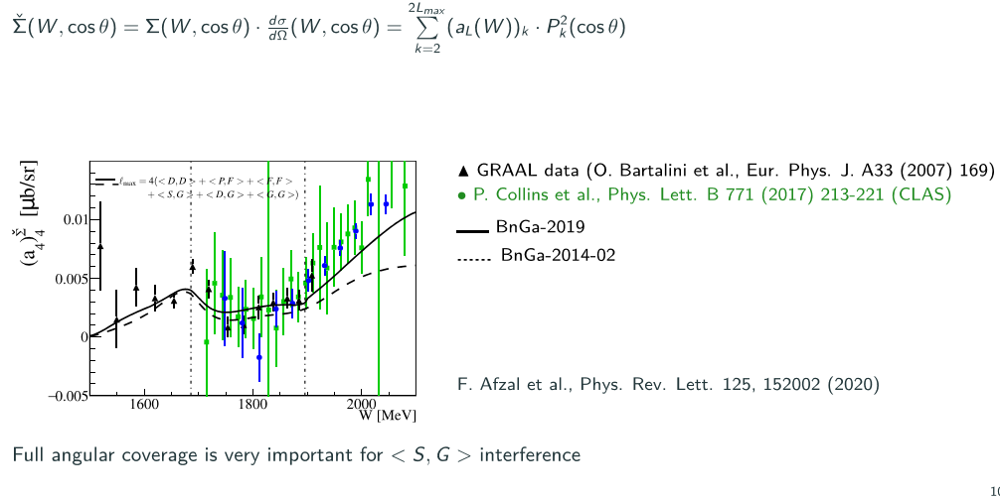 Σ̌(W, cos θ) = Σ(W, cos θ) · dσ/dΩ(W, cos θ) = ∑_{k=2}^{2L_max} (a_L(W))_k · P_k^2(cos θ)
ℓmax = 4(< D, D > + < P, F > + < F, F >
+ < S, G > + < D, G > + < G, G >)
(a_4)_4^Σ̌ [μb/sr]
0.01
0.005
0
−0.005
1600 1800 2000
W [MeV]
▲ GRAAL data (O. Bartalini et al., Eur. Phys. J. A33 (2007) 169)
● P. Collins et al., Phys. Lett. B 771 (2017) 213-221 (CLAS)
BnGa-2019
BnGa-2014-02
F. Afzal et al., Phys. Rev. Lett. 125, 152002 (2020)
Full angular coverage is very important for < S, G > interference